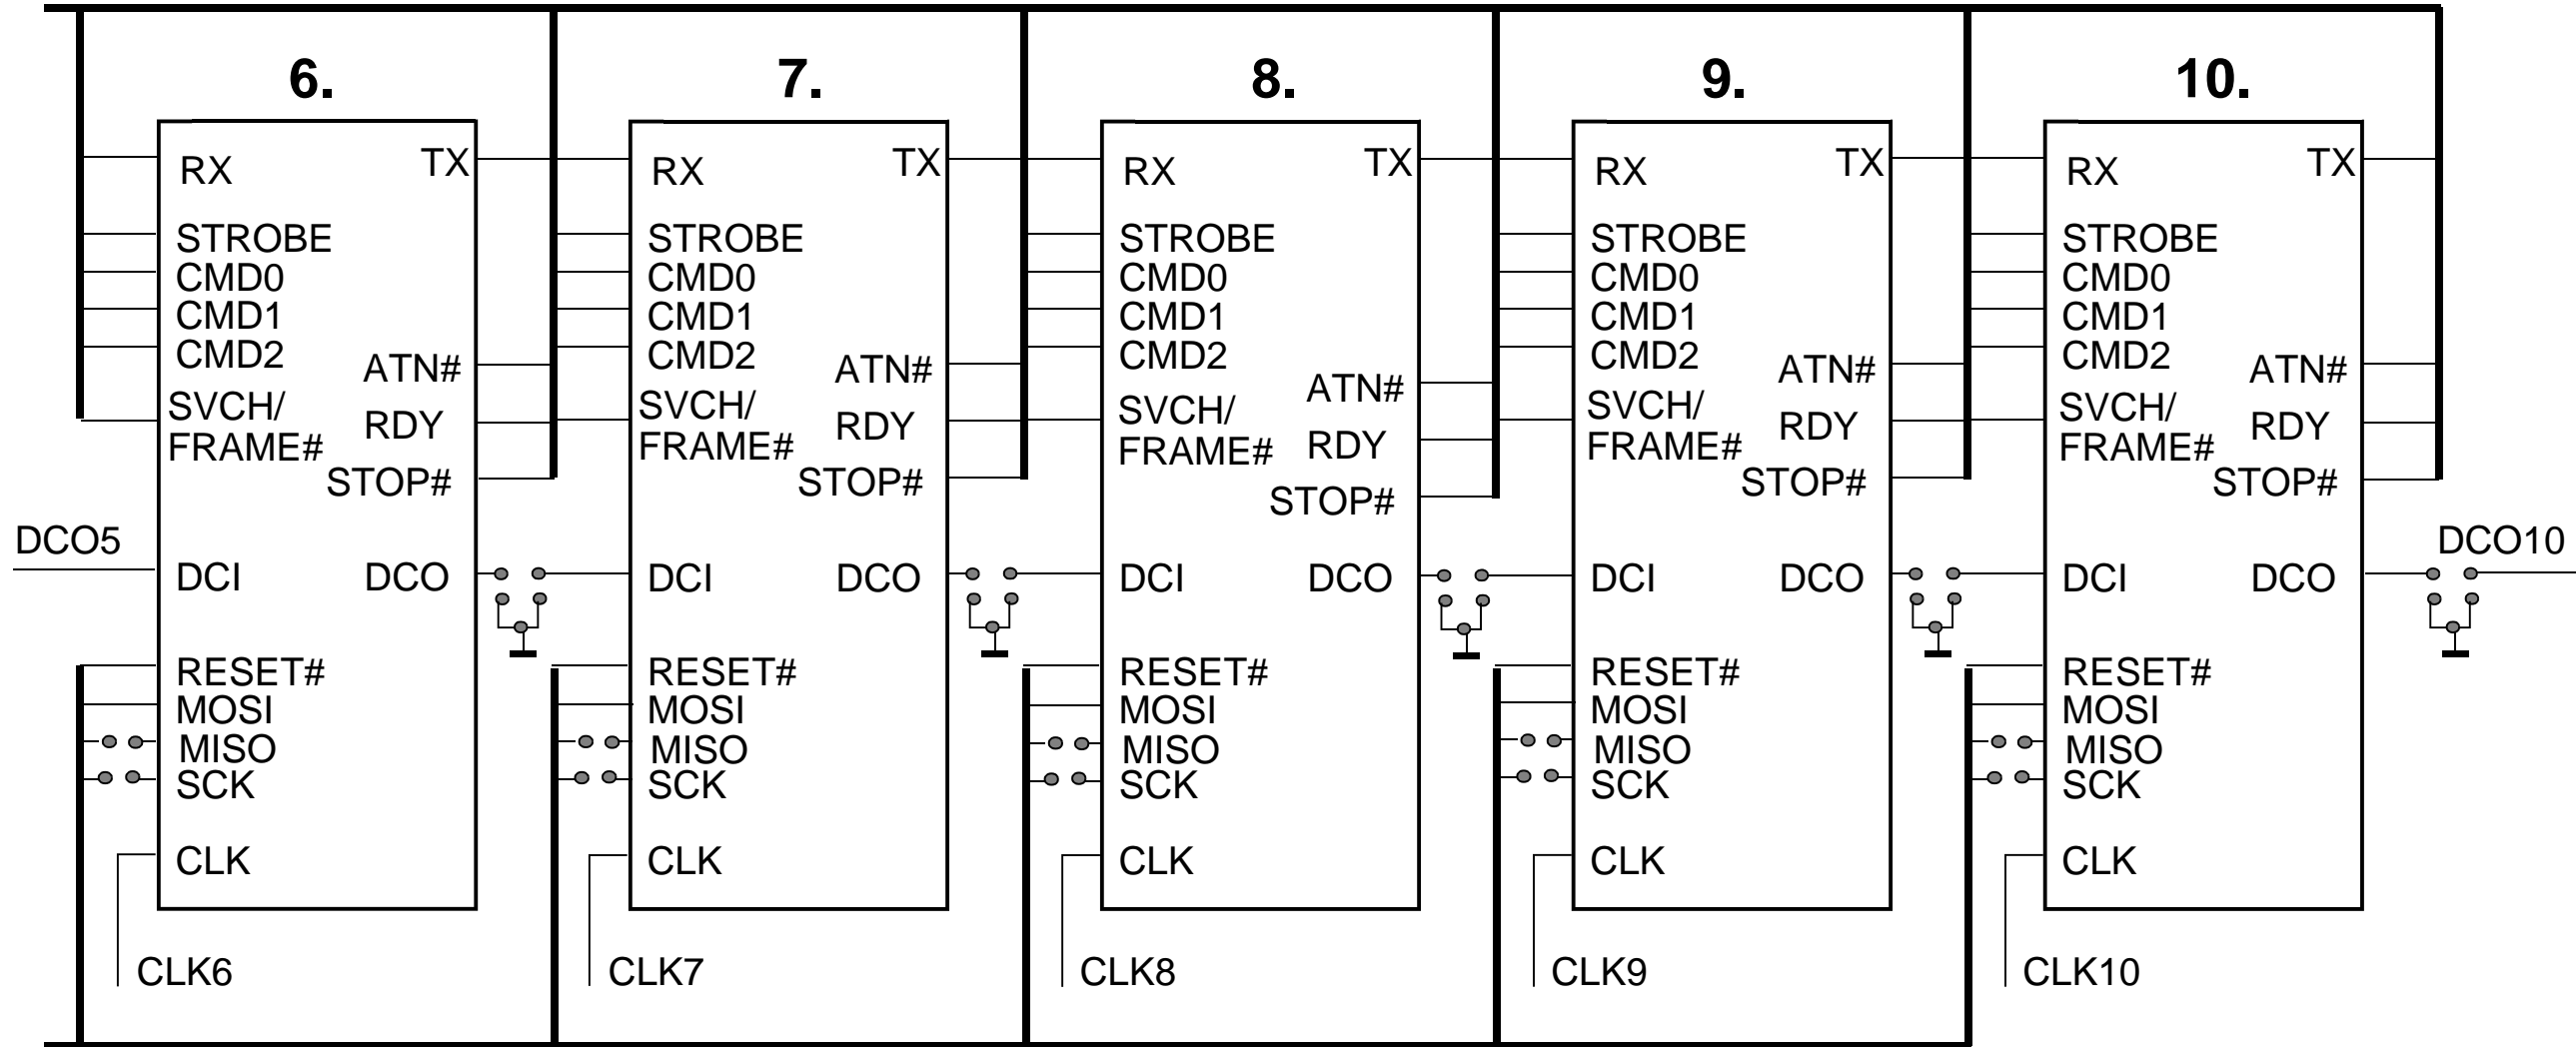 6.
7.
8.
9.
10.
RX
TX
STROBE
CMD0
CMD1
CMD2
ATN#
SVCH/
FRAME#
RDY
STOP#
DCO5
DCI
DCO
RESET#
MOSI
MISO
SCK
CLK
CLK6
RX
TX
STROBE
CMD0
CMD1
CMD2
ATN#
SVCH/
FRAME#
RDY
STOP#
DCI
DCO
RESET#
MOSI
MISO
SCK
CLK
CLK7
RX
TX
STROBE
CMD0
CMD1
CMD2
ATN#
SVCH/
FRAME#
RDY
STOP#
DCI
DCO
RESET#
MOSI
MISO
SCK
CLK
CLK8
RX
TX
STROBE
CMD0
CMD1
CMD2
ATN#
SVCH/
FRAME#
RDY
STOP#
DCI
DCO
RESET#
MOSI
MISO
SCK
CLK
CLK9
RX
TX
STROBE
CMD0
CMD1
CMD2
ATN#
SVCH/
FRAME#
RDY
STOP#
DCI
DCO
DCO10
RESET#
MOSI
MISO
SCK
CLK
CLK10